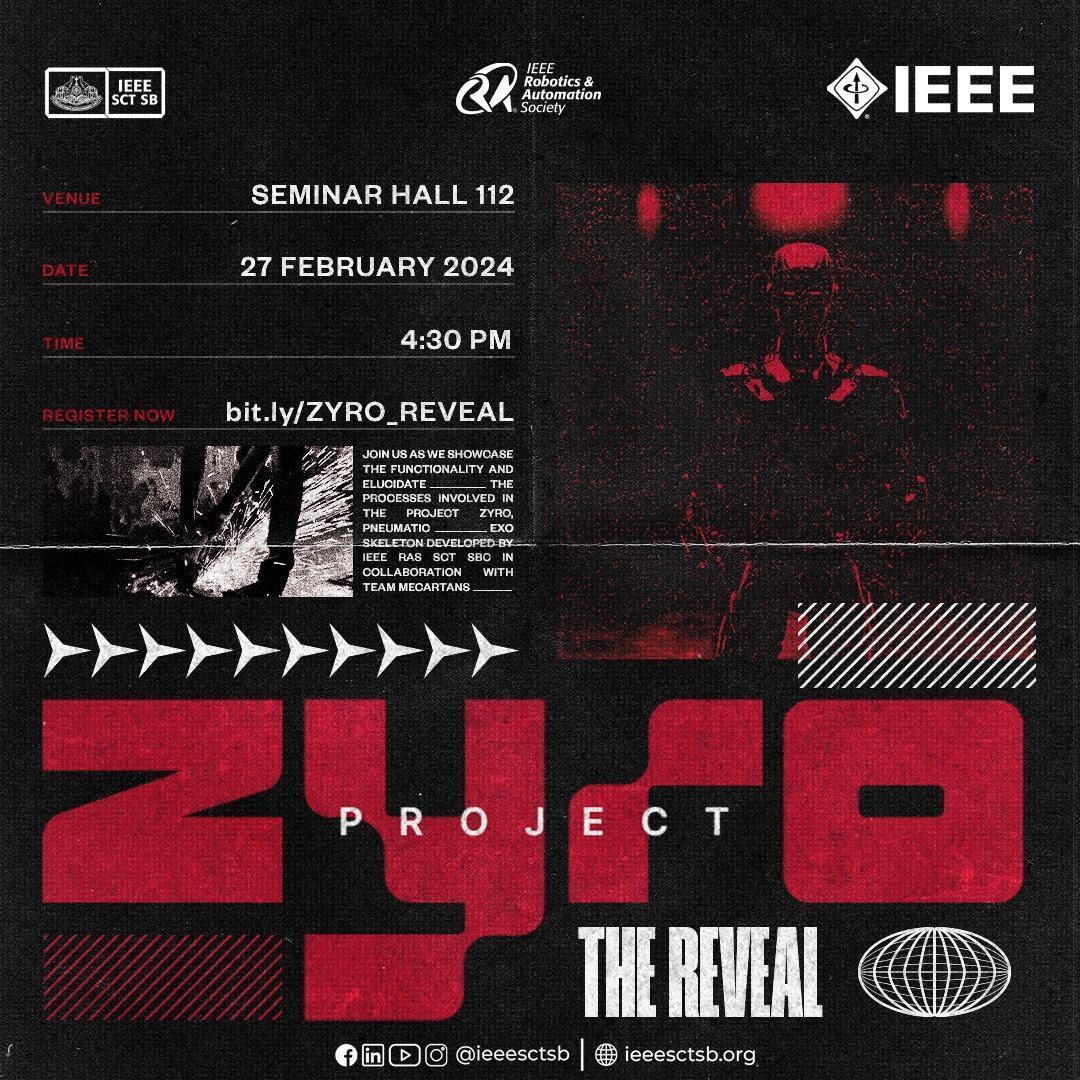 IEEE
SCT SB
IEEE
Robotics &
Automation
Society
IEEE
VENUE SEMINAR HALL 112
DATE 27 FEBRUARY 2024
TIME 4:30 PM
REGISTER NOW bit.ly/ZYRO_REVEAL
JOIN US AS WE SHOWCASE
THE FUNCTIONALITY AND
ELUCIDATE ________ THE
PROCESSES INVOLVED IN
THE PROJECT ZYRO,
PNEUMATIC ________ EXO
SKELETON DEVELOPED BY
IEEE RAS SCT SBC IN
COLLABORATION WITH
TEAM MECARTANS ______
zyro
PROJECT
THE REVEAL
@ieeesctsb | ieeesctsb.org